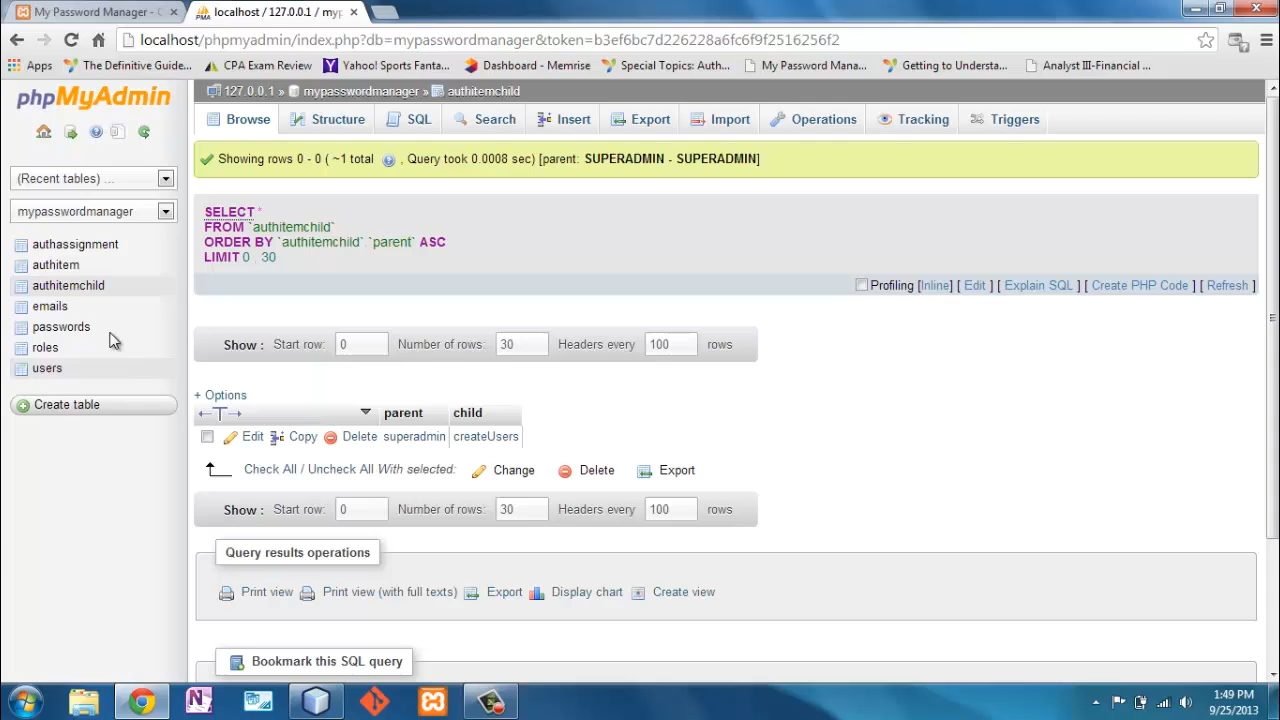 My Password Manager - C
localhost / 127.0.0.1 / myp
localhost/phpmyadmin/index.php?db=mypasswordmanager&token=b3ef6bc7d226228a6fc6f9f2516256f2
Apps The Definitive Guide... CPA Exam Review Yahoo! Sports Fanta... Dashboard - Memrise Special Topics: Auth... My Password Mana... Getting to Understa... Analyst III-Financial ...
phpMyAdmin
(Recent tables) ...
mypasswordmanager
authassignment
authitem
authitemchild
emails
passwords
roles
users
Create table
127.0.0.1 » mypasswordmanager » authitemchild
Browse Structure SQL Search Insert Export Import Operations Tracking Triggers
Showing rows 0 - 0 ( ~1 total , Query took 0.0008 sec) [parent: SUPERADMIN - SUPERADMIN]
SELECT *
FROM `authitemchild`
ORDER BY `authitemchild`.`parent` ASC
LIMIT 0 , 30
Profiling [Inline] [ Edit ] [ Explain SQL ] [ Create PHP Code ] [ Refresh ]
Show : Start row: 0 Number of rows: 30 Headers every 100 rows
+ Options
←T→ parent child
Edit Copy Delete superadmin createUsers
Check All / Uncheck All With selected: Change Delete Export
Show : Start row: 0 Number of rows: 30 Headers every 100 rows
Query results operations
Print view Print view (with full texts) Export Display chart Create view
Bookmark this SQL query
1:49 PM
9/25/2013